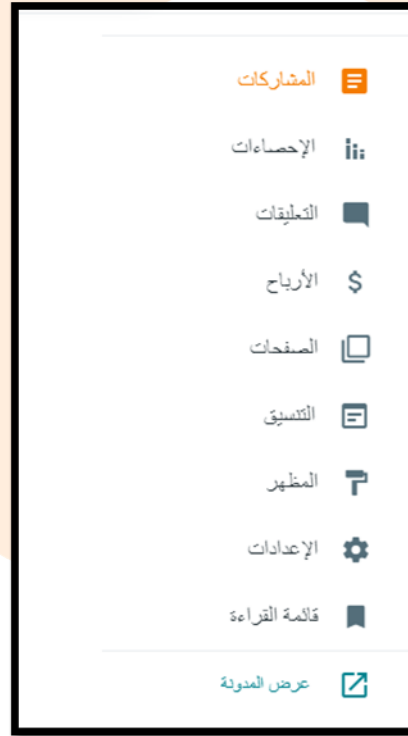 المشاركات
الإحصاءات
التعليقات
الأرباح
الصفحات
التنسيق
المظهر
الإعدادات
قائمة القراءة
عرض المدونة